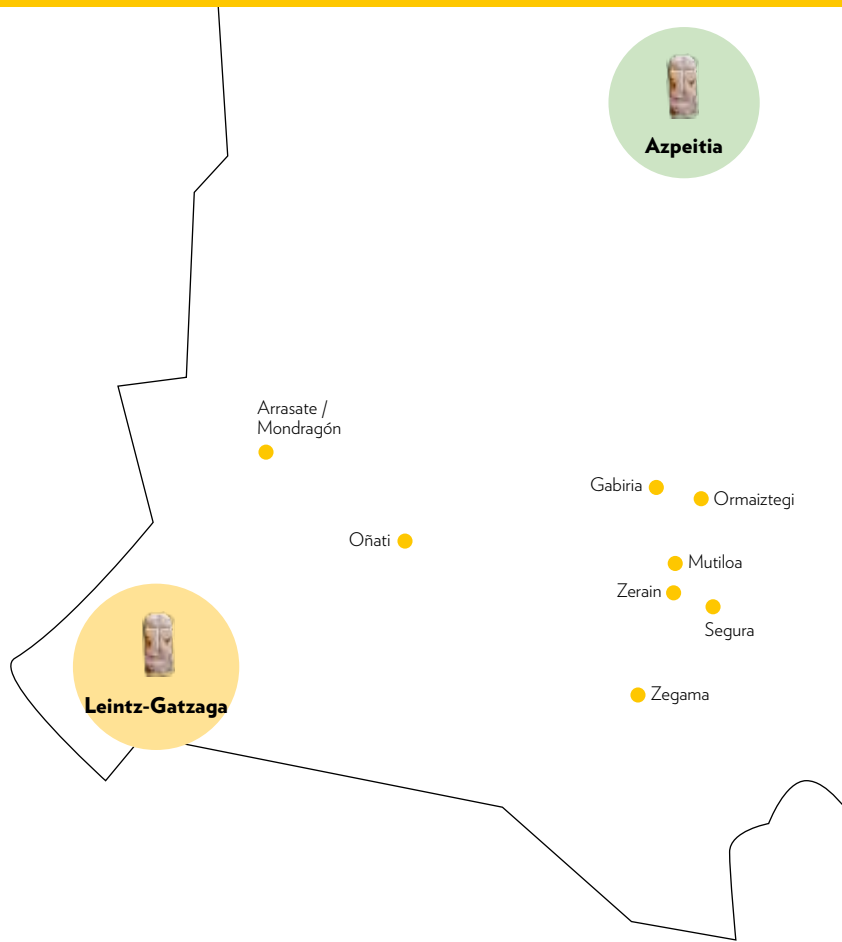 Azpeitia
Arrasate /
Mondragón
Gabiria
Ormaiztegi
Oñati
Mutiloa
Zerain
Segura
Zegama
Leintz-Gatzaga